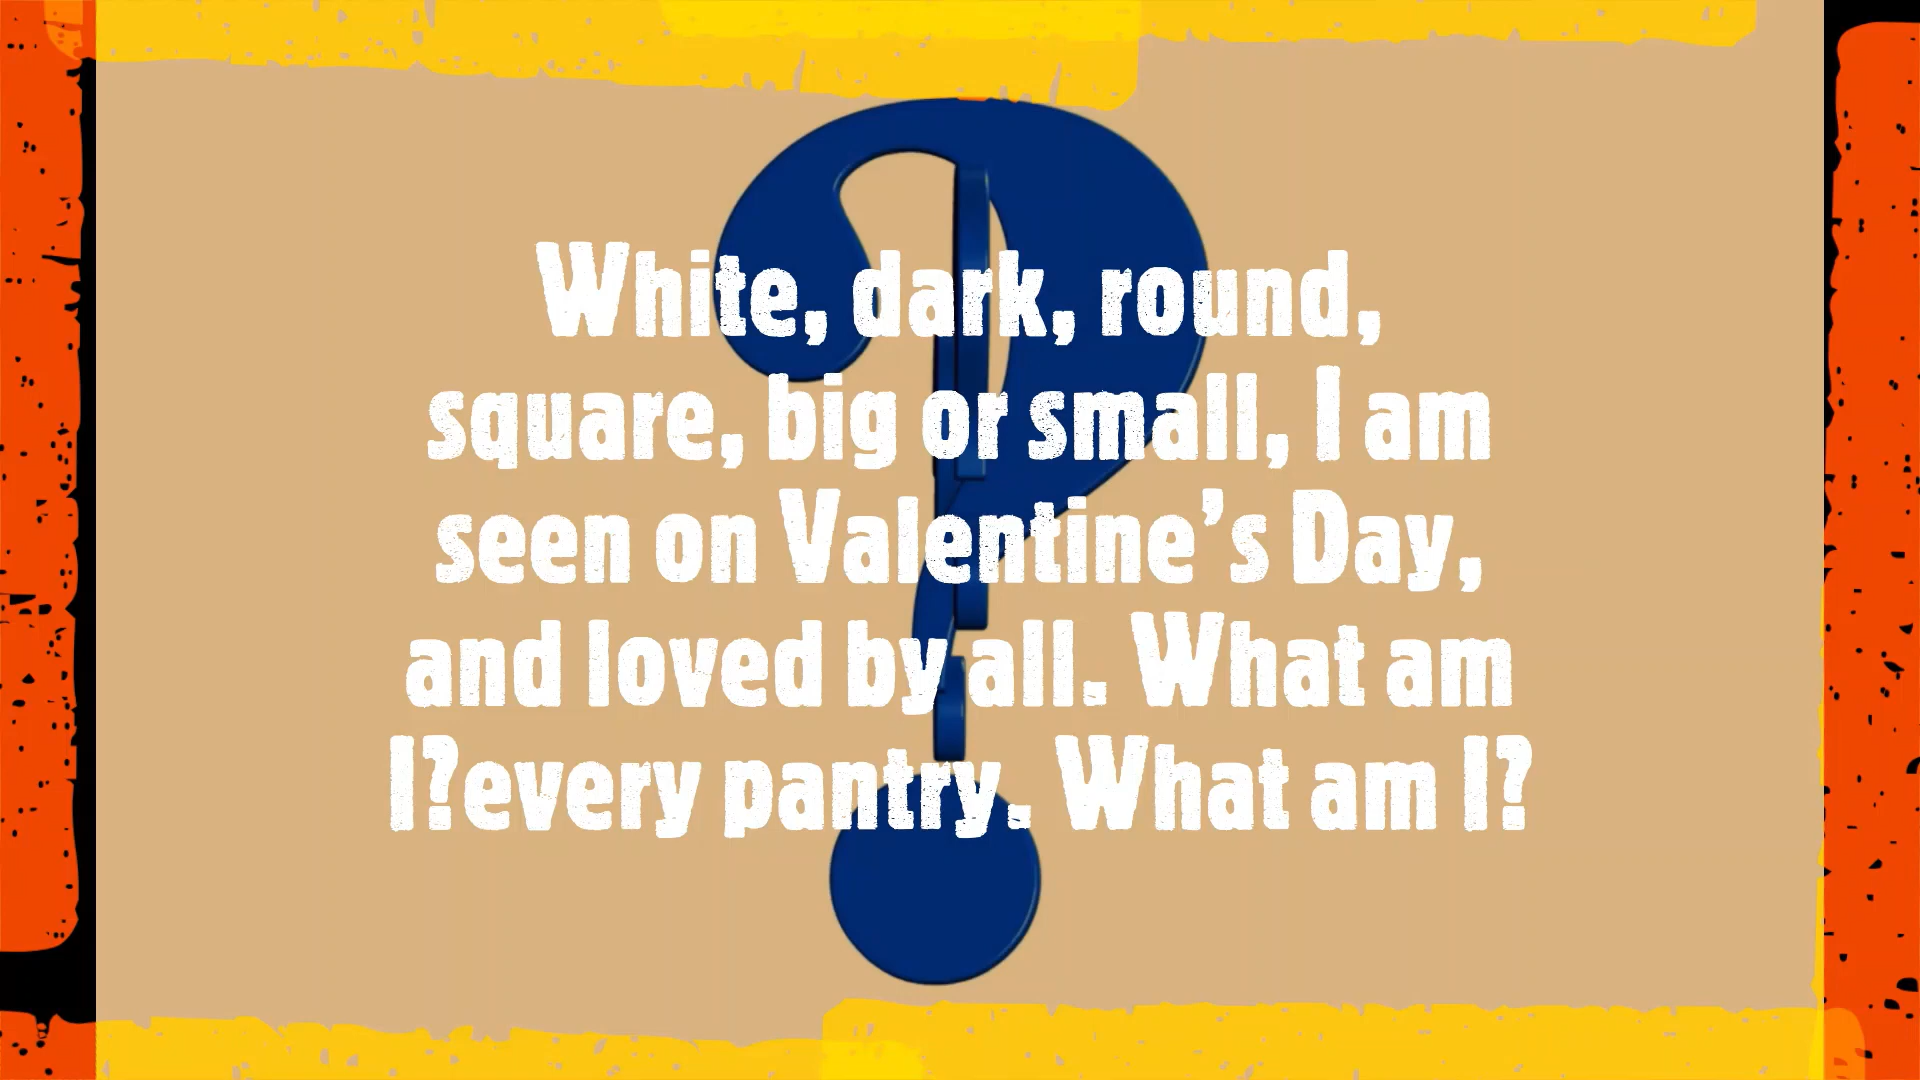 White, dark, round,
square, big or small, I am
seen on Valentine’s Day,
and loved by all. What am
I?every pantry. What am I?